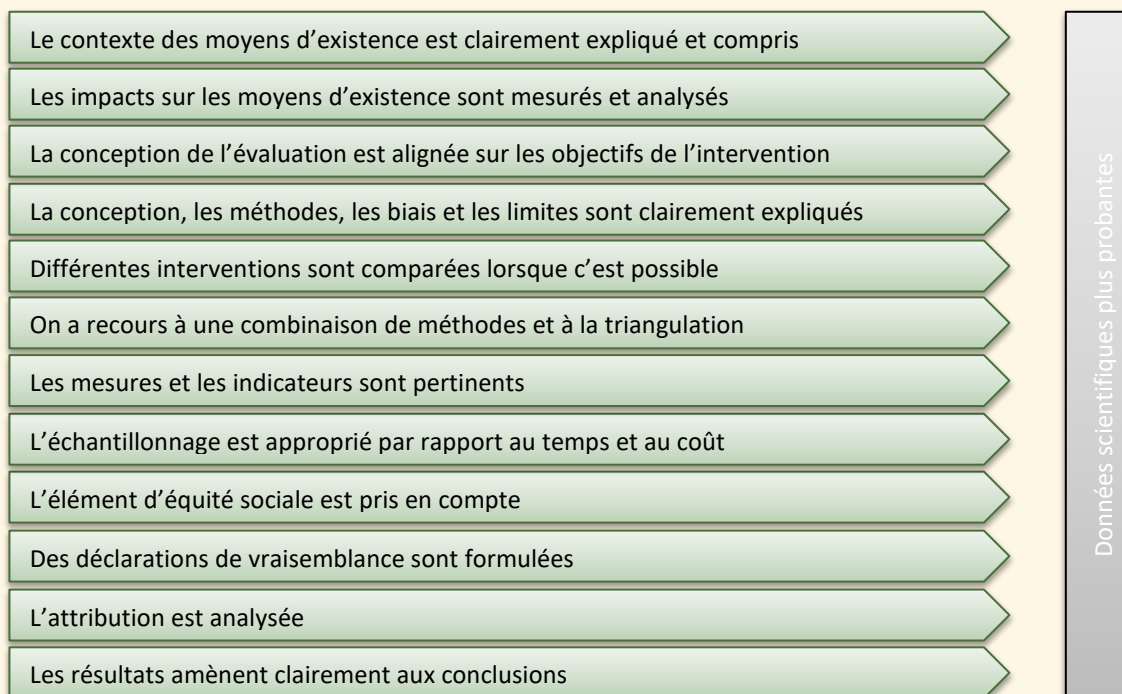 Le contexte des moyens d’existence est clairement expliqué et compris
Les impacts sur les moyens d’existence sont mesurés et analysés
La conception de l’évaluation est alignée sur les objectifs de l’intervention
La conception, les méthodes, les biais et les limites sont clairement expliqués
Différentes interventions sont comparées lorsque c’est possible
On a recours à une combinaison de méthodes et à la triangulation
Les mesures et les indicateurs sont pertinents
L’échantillonnage est approprié par rapport au temps et au coût
L’élément d’équité sociale est pris en compte
Des déclarations de vraisemblance sont formulées
L’attribution est analysée
Les résultats amènent clairement aux conclusions
Données scientifiques plus probantes